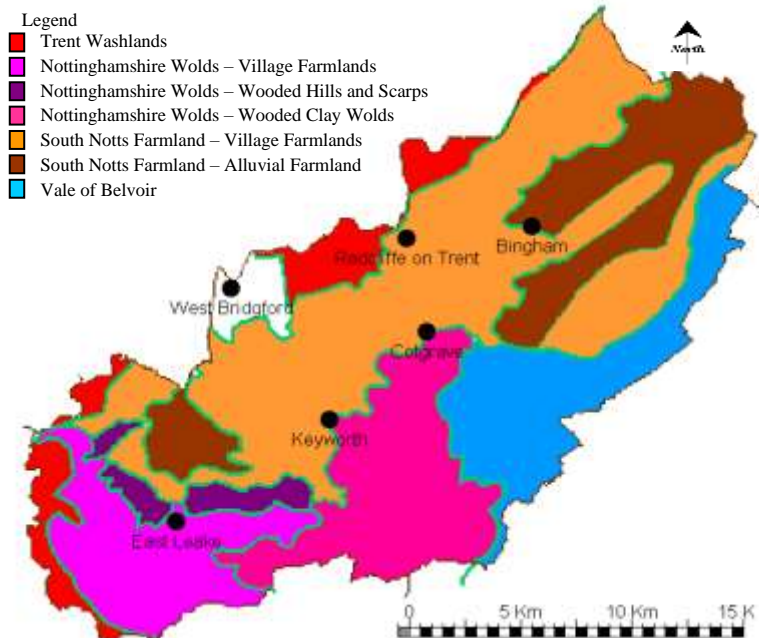 Legend
Trent Washlands
Nottinghamshire Wolds – Village Farmlands
Nottinghamshire Wolds – Wooded Hills and Scarps
Nottinghamshire Wolds – Wooded Clay Wolds
South Notts Farmland – Village Farmlands
South Notts Farmland – Alluvial Farmland
Vale of Belvoir
North
Bingham
Radcliffe on Trent
West Bridgford
Cotgrave
Keyworth
East Leake
0 5 Km 10 Km 15 K